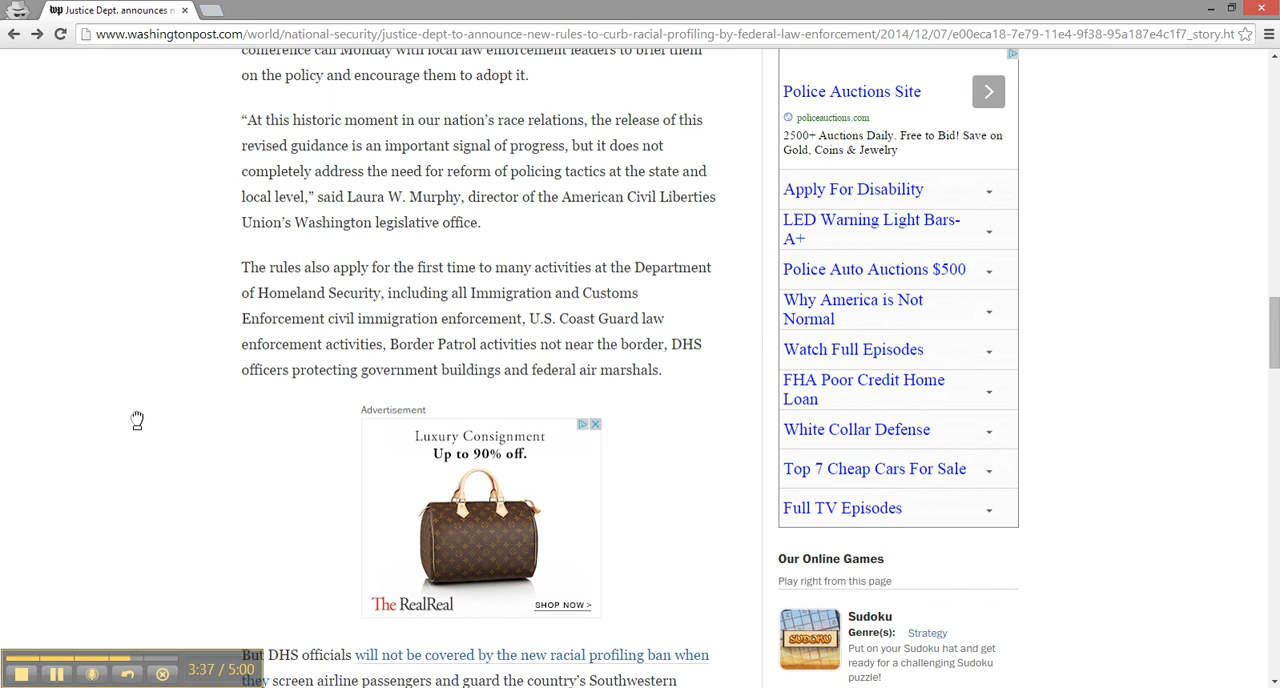 wp Justice Dept. announces n
www.washingtonpost.com/world/national-security/justice-dept-to-announce-new-rules-to-curb-racial-profiling-by-federal-law-enforcement/2014/12/07/e00eca18-7e79-11e4-9f38-95a187e4c1f7_story.ht
conference call Monday with local law enforcement leaders to brief them
on the policy and encourage them to adopt it.
“At this historic moment in our nation’s race relations, the release of this
revised guidance is an important signal of progress, but it does not
completely address the need for reform of policing tactics at the state and
local level,” said Laura W. Murphy, director of the American Civil Liberties
Union’s Washington legislative office.
The rules also apply for the first time to many activities at the Department
of Homeland Security, including all Immigration and Customs
Enforcement civil immigration enforcement, U.S. Coast Guard law
enforcement activities, Border Patrol activities not near the border, DHS
officers protecting government buildings and federal air marshals.
Advertisement
Luxury Consignment
Up to 90% off.
The RealReal
SHOP NOW >
But DHS officials will not be covered by the new racial profiling ban when
they screen airline passengers and guard the country’s Southwestern
Police Auctions Site
policeauctions.com
2500+ Auctions Daily. Free to Bid! Save on
Gold, Coins & Jewelry
Apply For Disability
LED Warning Light Bars-
A+
Police Auto Auctions $500
Why America is Not
Normal
Watch Full Episodes
FHA Poor Credit Home
Loan
White Collar Defense
Top 7 Cheap Cars For Sale
Full TV Episodes
Our Online Games
Play right from this page
SUDOKU
Sudoku
Genre(s): Strategy
Put on your Sudoku hat and get
ready for a challenging Sudoku
puzzle!
3:37 / 5:00